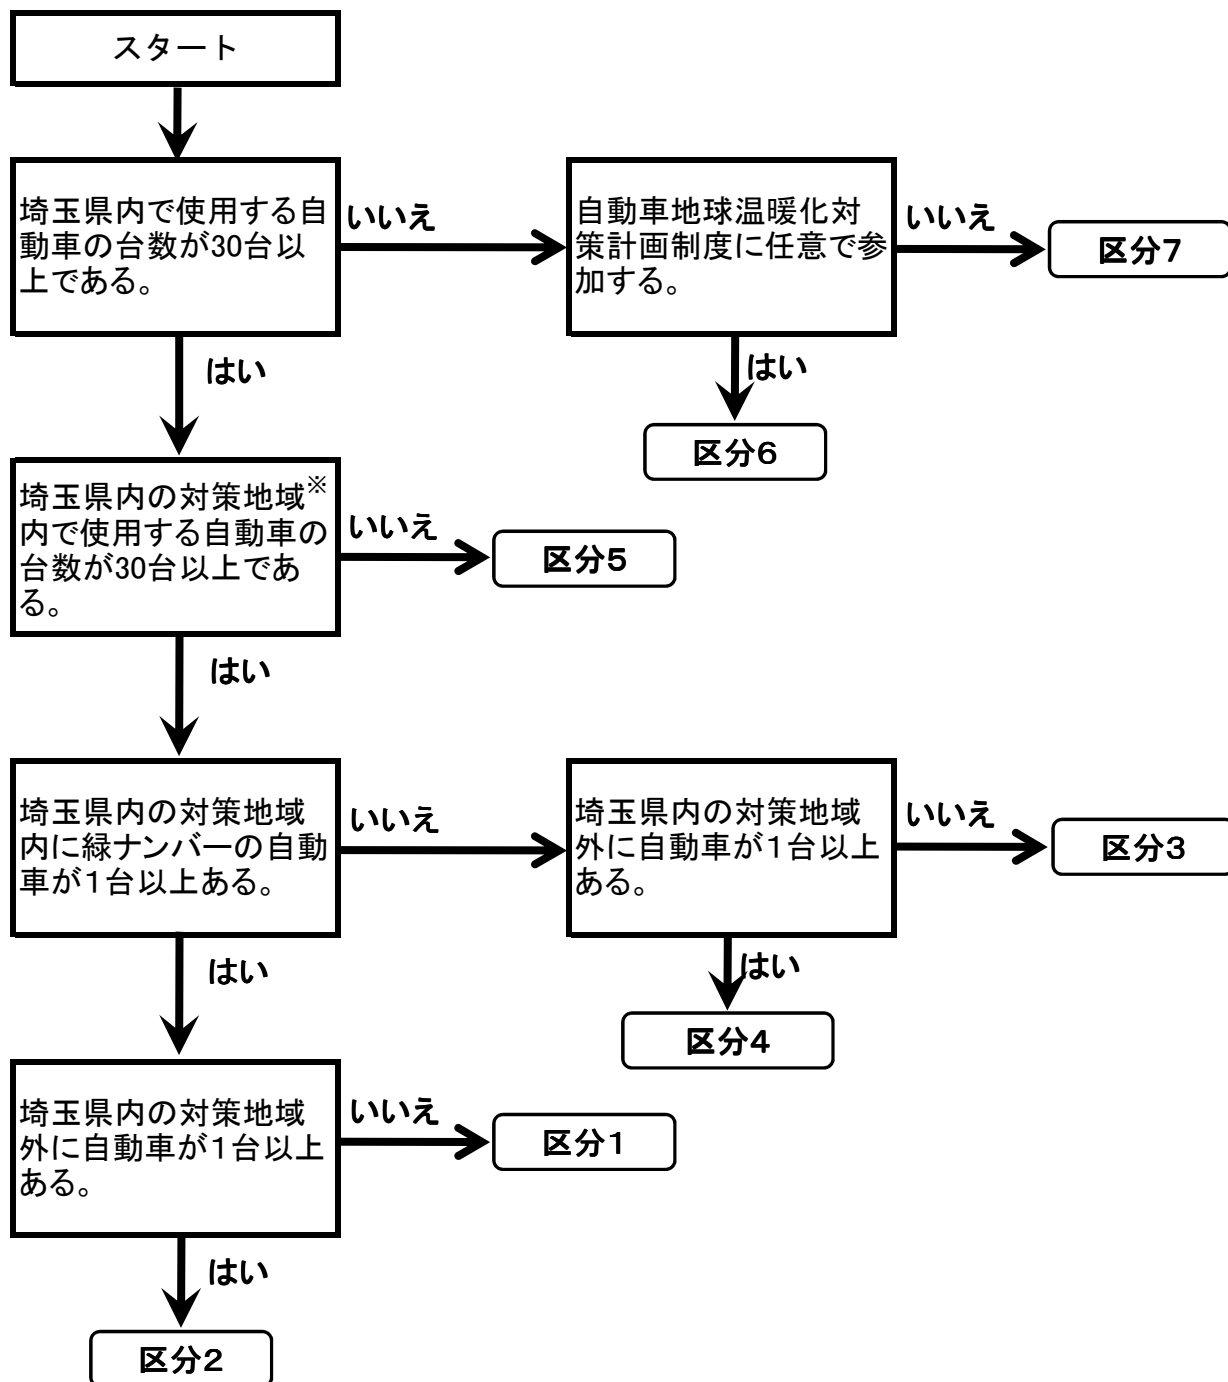 スタート
埼玉県内で使用する自
動車の台数が30台以
上である。
いいえ
自動車地球温暖化対
策計画制度に任意で参
加する。
いいえ
区分7
はい
はい
区分6
埼玉県内の対策地域※
内で使用する自動車の
台数が30台以上であ
る。
いいえ
区分5
はい
埼玉県内の対策地域
内に緑ナンバーの自動
車が1台以上ある。
いいえ
埼玉県内の対策地域
外に自動車が1台以上
ある。
いいえ
区分3
はい
はい
区分4
埼玉県内の対策地域
外に自動車が1台以上
ある。
いいえ
区分1
はい
区分2